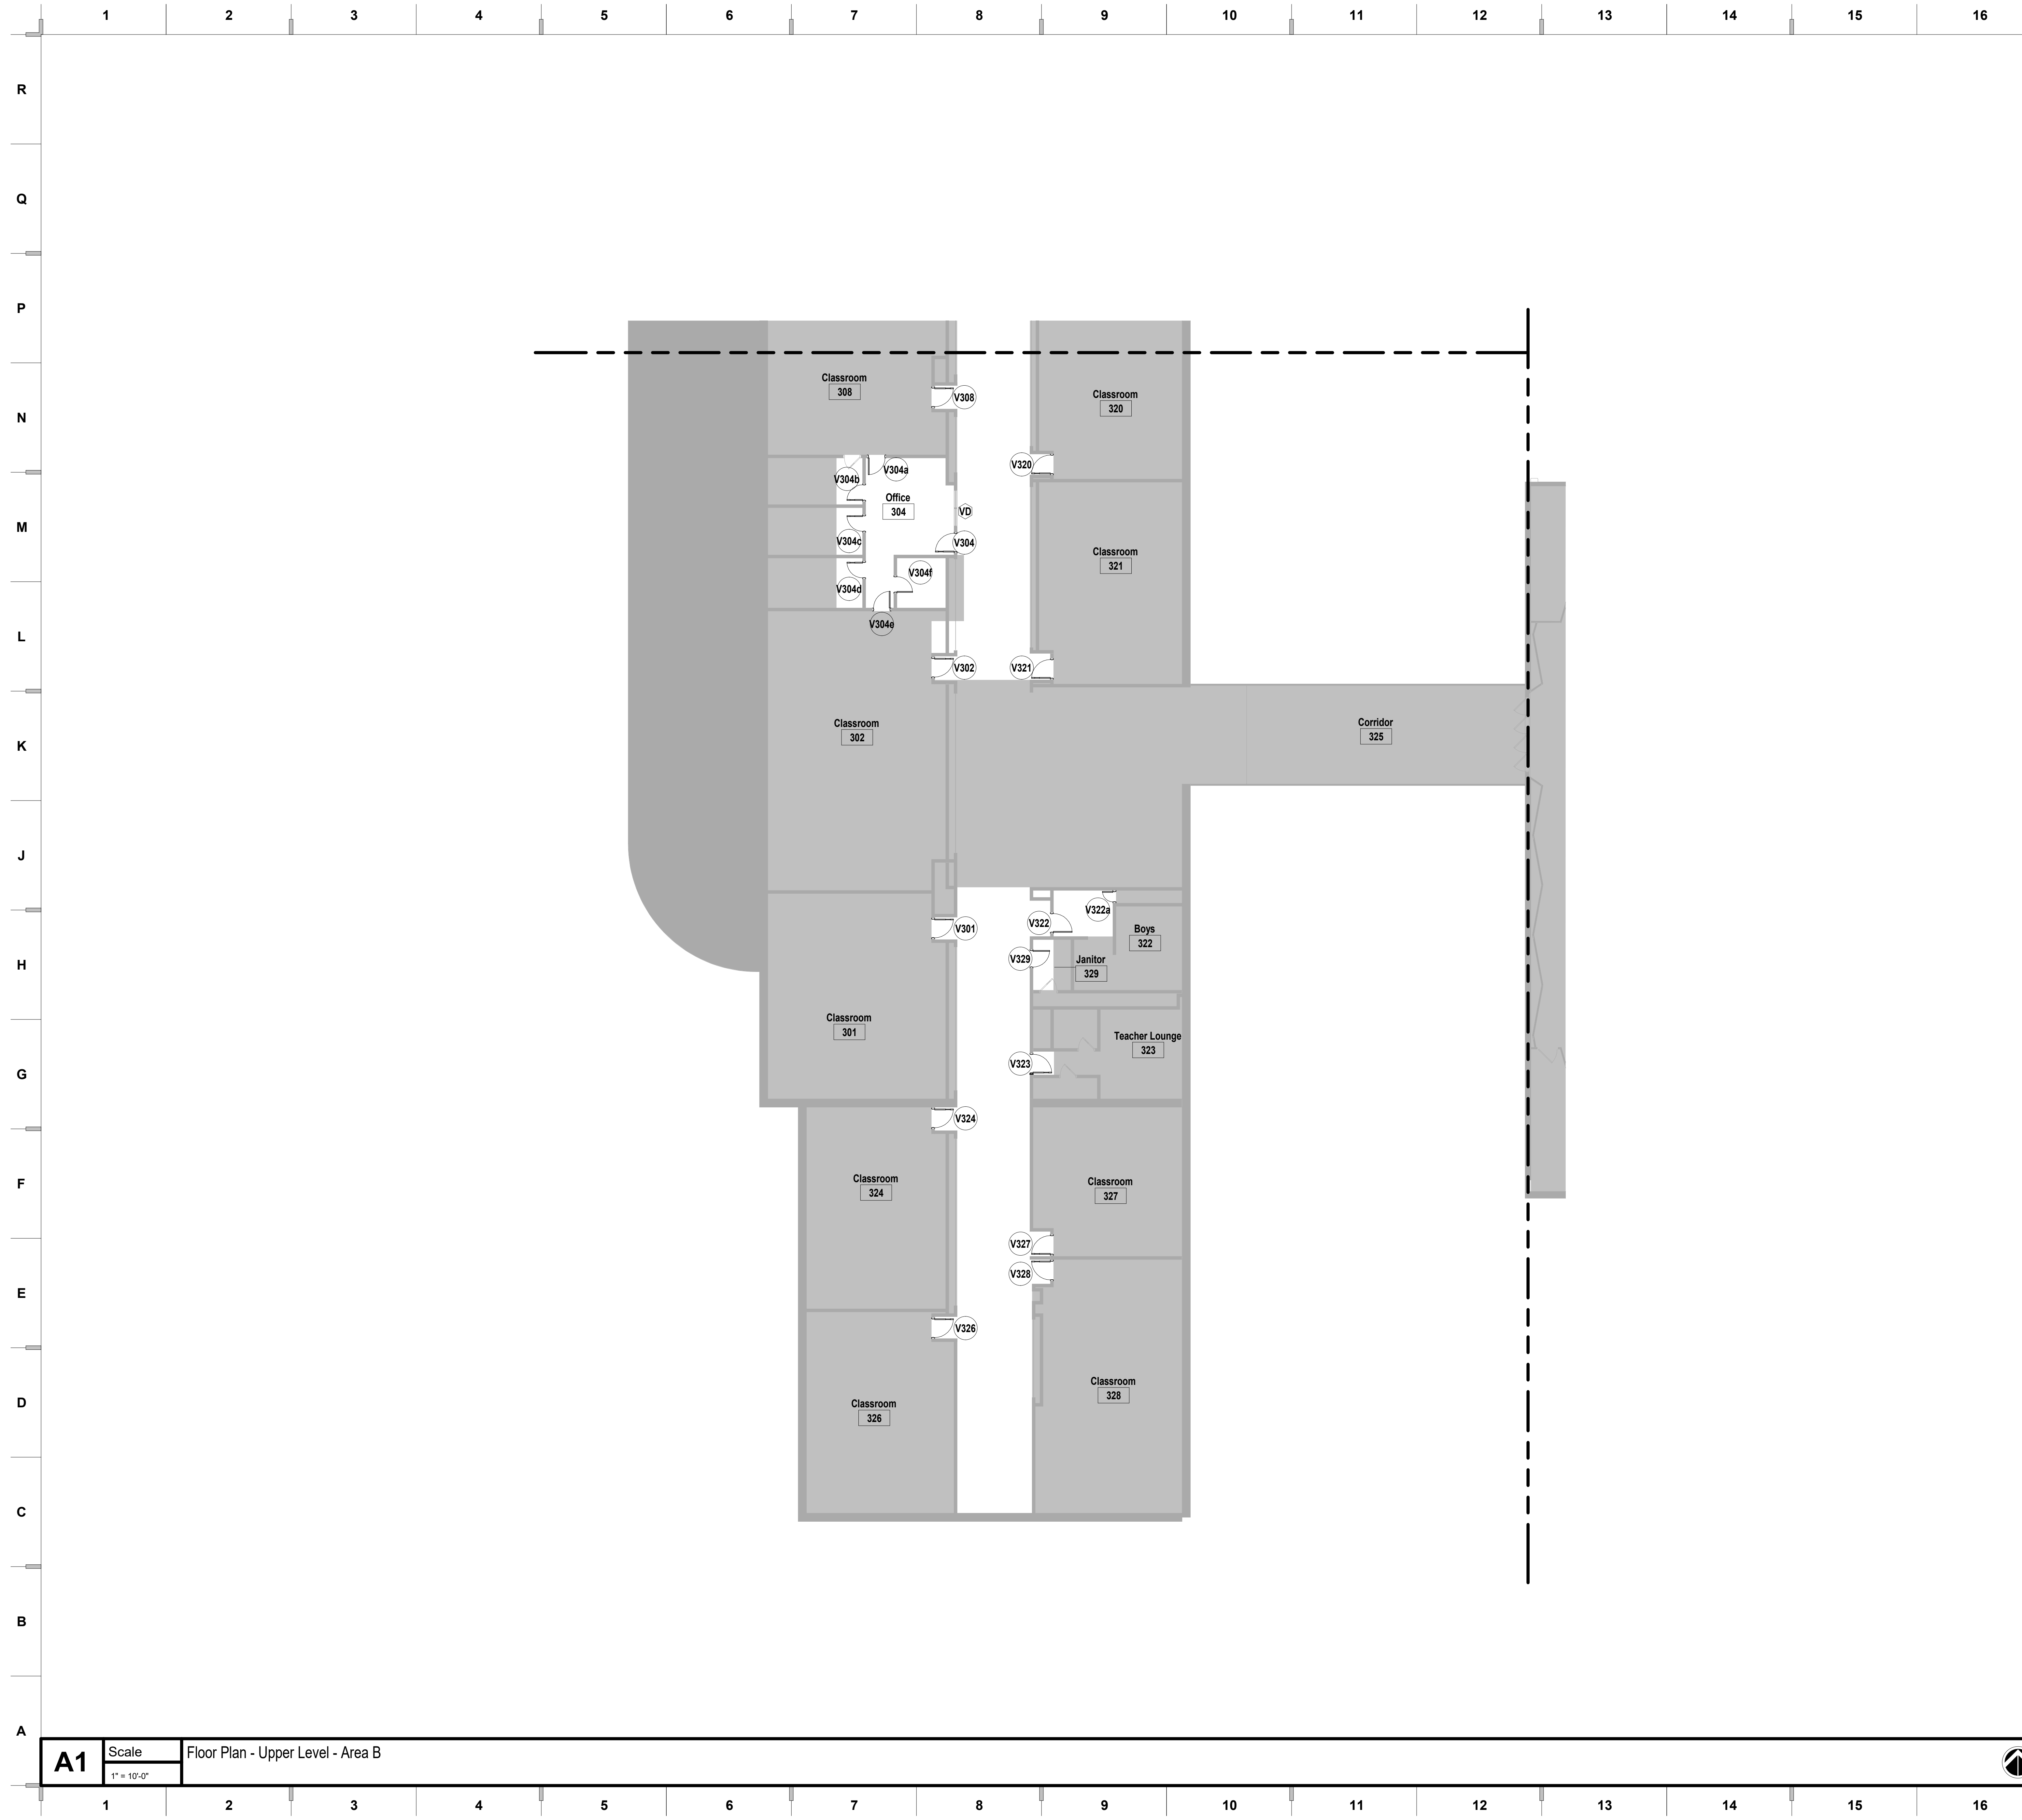 1 2 3 4 5 6 7 8 9 10 11 12 13 14 15 16
R
Q
P
Classroom
308
V308
N
Classroom
320
V320
V304a
V304b
Office
304
VD
M
V304c
V304
Classroom
321
V304f
V304d
V304e
L
V302
V321
Classroom
302
Corridor
325
K
J
V322a
V322
V301
Boys
322
V329
Janitor
329
H
Classroom
301
Teacher Lounge
323
V323
G
V324
Classroom
324
Classroom
327
F
V327
V328
E
V326
Classroom
328
D
Classroom
326
C
B
A
A1
Scale
1" = 10'-0"
Floor Plan - Upper Level - Area B
1 2 3 4 5 6 7 8 9 10 11 12 13 14 15 16